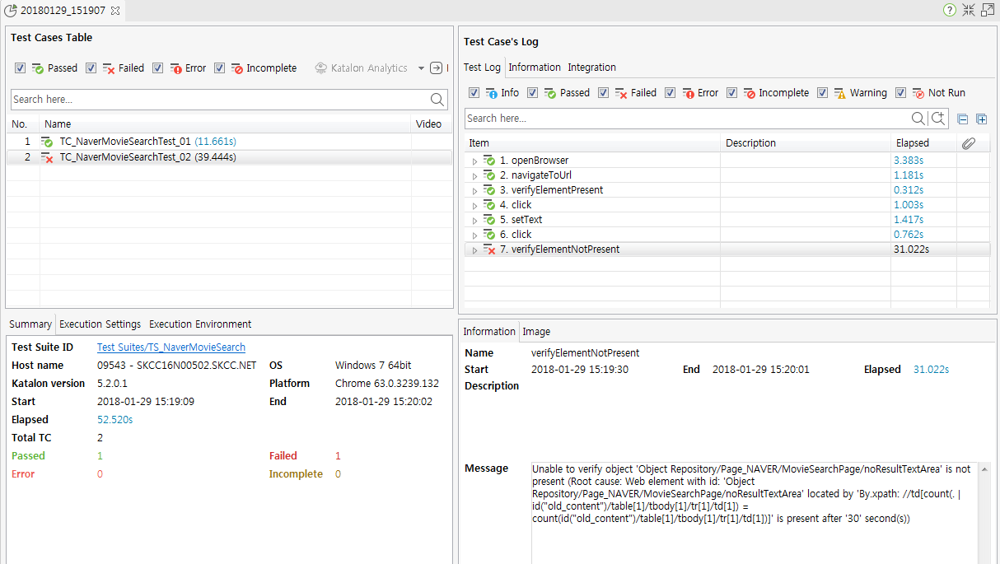 20180129_151907
Test Cases Table
Passed Failed Error Incomplete Katalon Analytics
Search here...
No. Name Video
1 TC_NaverMovieSearchTest_01 (11.661s)
2 TC_NaverMovieSearchTest_02 (39.444s)
Summary Execution Settings Execution Environment
Test Suite ID Test Suites/TS_NaverMovieSearch
Host name 09543 - SKCC16N00502.SKCC.NET OS Windows 7 64bit
Katalon version 5.2.0.1 Platform Chrome 63.0.3239.132
Start 2018-01-29 15:19:09 End 2018-01-29 15:20:02
Elapsed 52.520s
Total TC 2
Passed 1 Failed 1
Error 0 Incomplete 0
Test Case's Log
Test Log Information Integration
Info Passed Failed Error Incomplete Warning Not Run
Search here...
Item Description Elapsed
1. openBrowser 3.383s
2. navigateToUrl 1.181s
3. verifyElementPresent 0.312s
4. click 1.003s
5. setText 1.417s
6. click 0.762s
7. verifyElementNotPresent 31.022s
Information Image
Name verifyElementNotPresent
Start 2018-01-29 15:19:30 End 2018-01-29 15:20:01 Elapsed 31.022s
Description
Message Unable to verify object 'Object Repository/Page_NAVER/MovieSearchPage/noResultTextArea' is not
present (Root cause: Web element with id: 'Object
Repository/Page_NAVER/MovieSearchPage/noResultTextArea' located by 'By.xpath: //td[count(. |
id("old_content")/table[1]/tbody[1]/tr[1]/td[1]) =
count(id("old_content")/table[1]/tbody[1]/tr[1]/td[1])]' is present after '30' second(s))